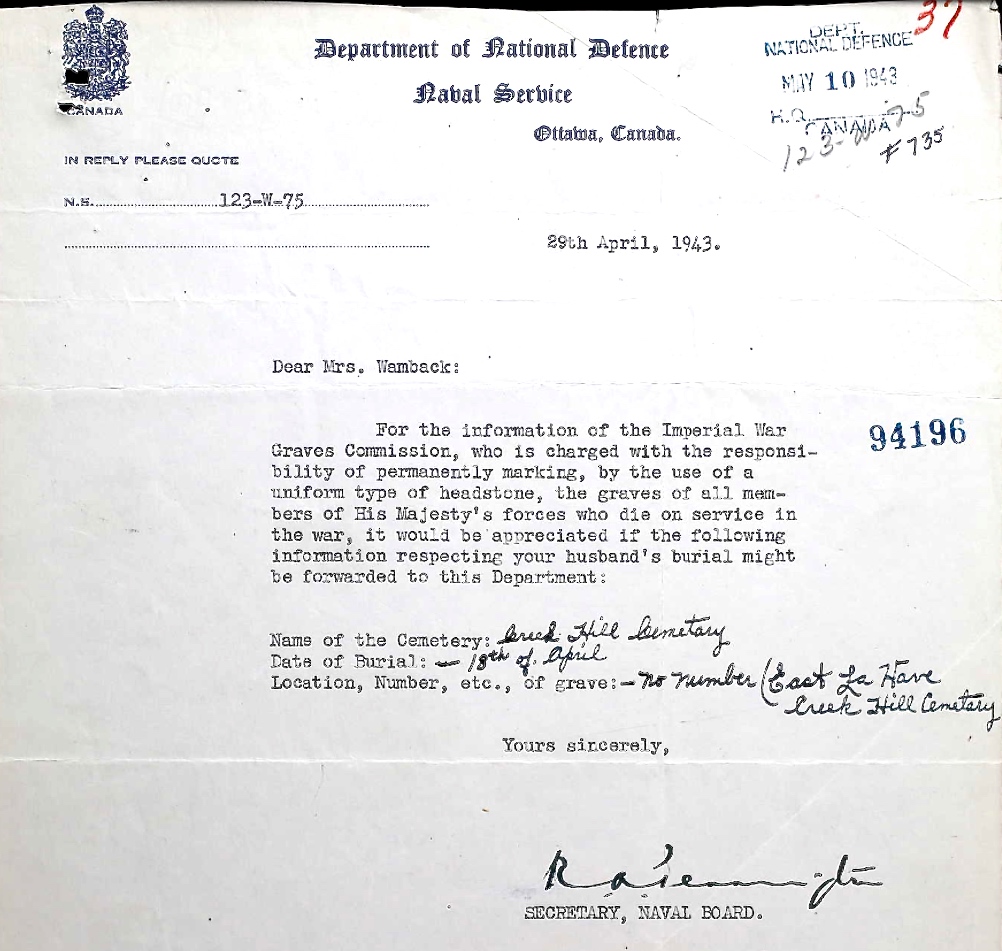 CANADA
Department of National Defence
Naval Service
Ottawa, Canada.
DEPT.
NATIONAL DEFENCE
MAY 10 1943
H.Q.
CANADA
37
F 735
IN REPLY PLEASE QUOTE
N.S. 123-W-75
29th April, 1943.
Dear Mrs. Wamback:
For the information of the Imperial War
Graves Commission, who is charged with the responsi-
bility of permanently marking, by the use of a
uniform type of headstone, the graves of all mem-
bers of His Majesty's forces who die on service in
the war, it would be appreciated if the following
information respecting your husband's burial might
be forwarded to this Department:
94196
Name of the Cemetery: Creek Hill Cemetary
Date of Burial: — 18th of April
Location, Number, etc., of grave: — no number (East La Have
Creek Hill Cemetary
Yours sincerely,
SECRETARY, NAVAL BOARD.